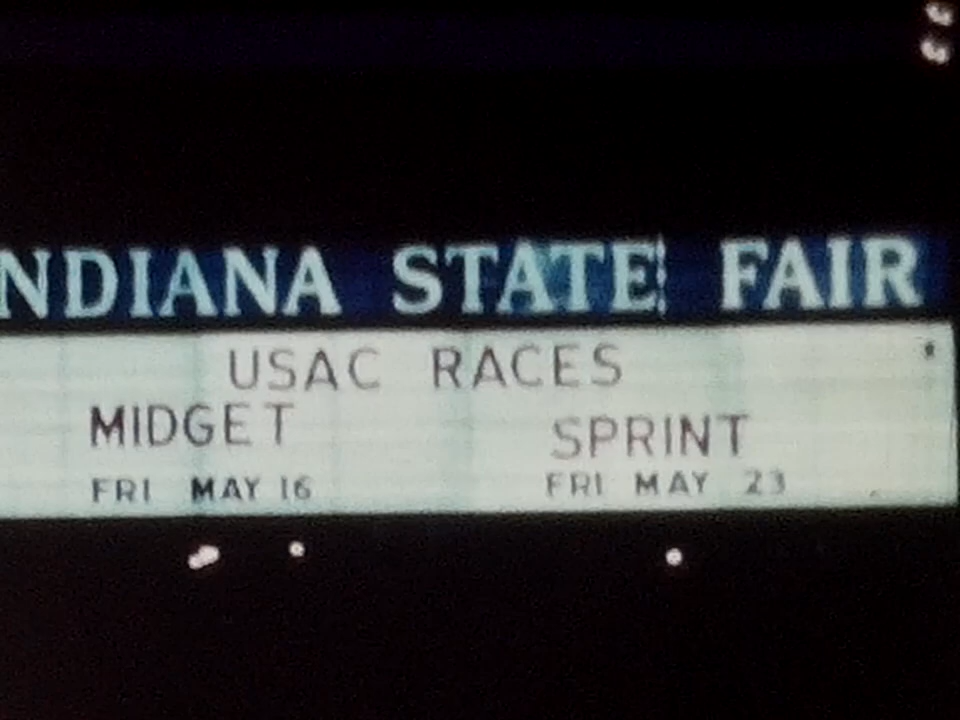 NDIANA STATE FAIR
USAC RACES
MIDGET SPRINT
FRI MAY 16 FRI MAY 23